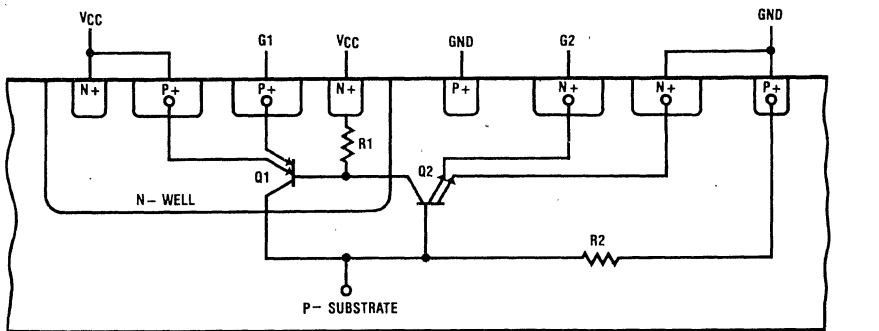 VCC G1 VCC GND G2 GND
N+ P+ P+ N+ P+ N+ N+ P+
R1
Q1 Q2
N– WELL
R2
P– SUBSTRATE